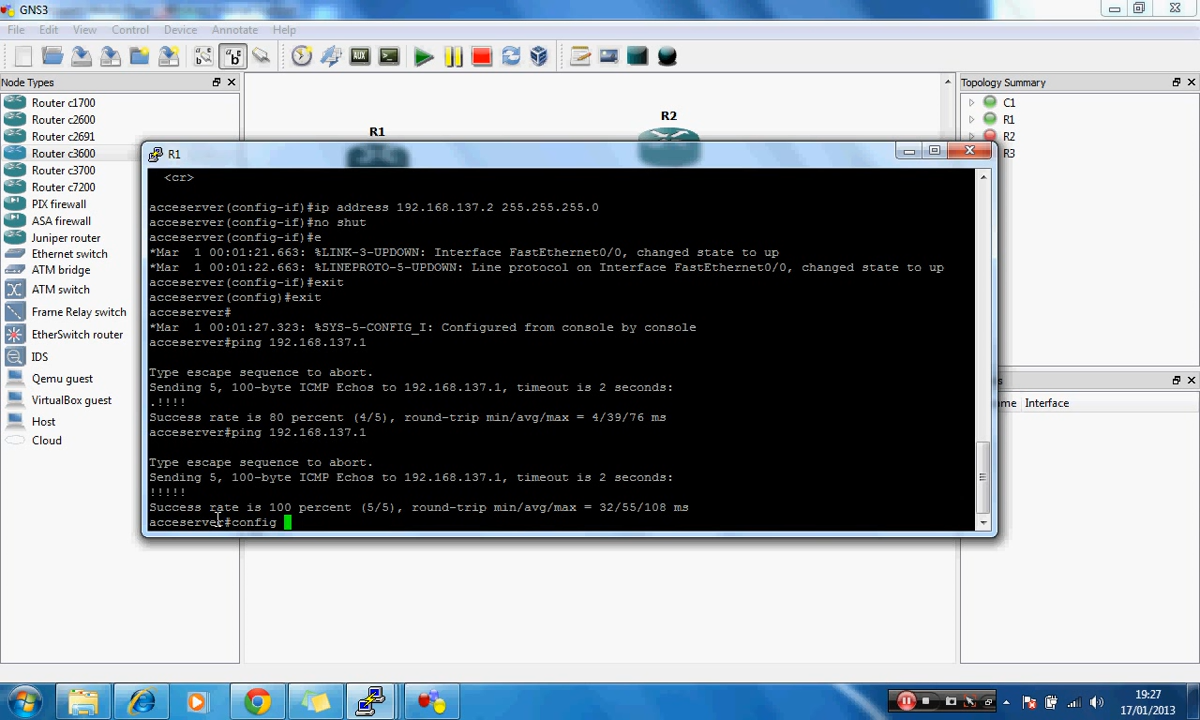 GNS3
File Edit View Control Device Annotate Help
Node Types
Router c1700
Router c2600
Router c2691
Router c3600
Router c3700
Router c7200
PIX firewall
ASA firewall
Juniper router
Ethernet switch
ATM bridge
ATM switch
Frame Relay switch
EtherSwitch router
IDS
Qemu guest
VirtualBox guest
Host
Cloud
R1
R2
R1
<cr>
acceserver(config-if)#ip address 192.168.137.2 255.255.255.0
acceserver(config-if)#no shut
acceserver(config-if)#e
*Mar  1 00:01:21.663: %LINK-3-UPDOWN: Interface FastEthernet0/0, changed state to up
*Mar  1 00:01:22.663: %LINEPROTO-5-UPDOWN: Line protocol on Interface FastEthernet0/0, changed state to up
acceserver(config-if)#exit
acceserver(config)#exit
acceserver#
*Mar  1 00:01:27.323: %SYS-5-CONFIG_I: Configured from console by console
acceserver#ping 192.168.137.1
Type escape sequence to abort.
Sending 5, 100-byte ICMP Echos to 192.168.137.1, timeout is 2 seconds:
.!!!!
Success rate is 80 percent (4/5), round-trip min/avg/max = 4/39/76 ms
acceserver#ping 192.168.137.1
Type escape sequence to abort.
Sending 5, 100-byte ICMP Echos to 192.168.137.1, timeout is 2 seconds:
!!!!!
Success rate is 100 percent (5/5), round-trip min/avg/max = 32/55/108 ms
acceserver#config
Topology Summary
C1
R1
R2
R3
Interface
AUX
19:27
17/01/2013